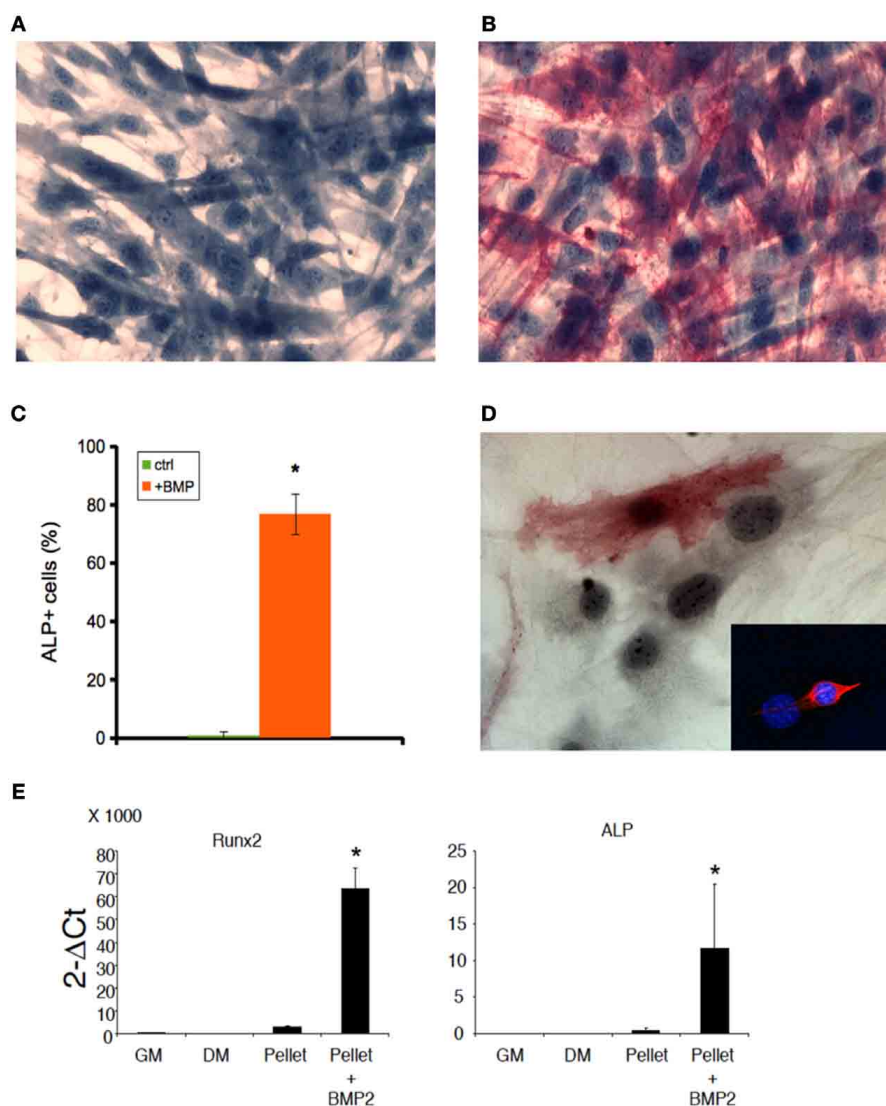 A
B
C
ALP+ cells (%)
100
80
60
40
20
0
ctrl
+BMP
*
D
E
X 1000
Runx2
2-ΔCt
80
70
60
50
40
30
20
10
0
*
GM
DM
Pellet
Pellet
+
BMP2
ALP
25
20
15
10
5
0
*
GM
DM
Pellet
Pellet
+
BMP2